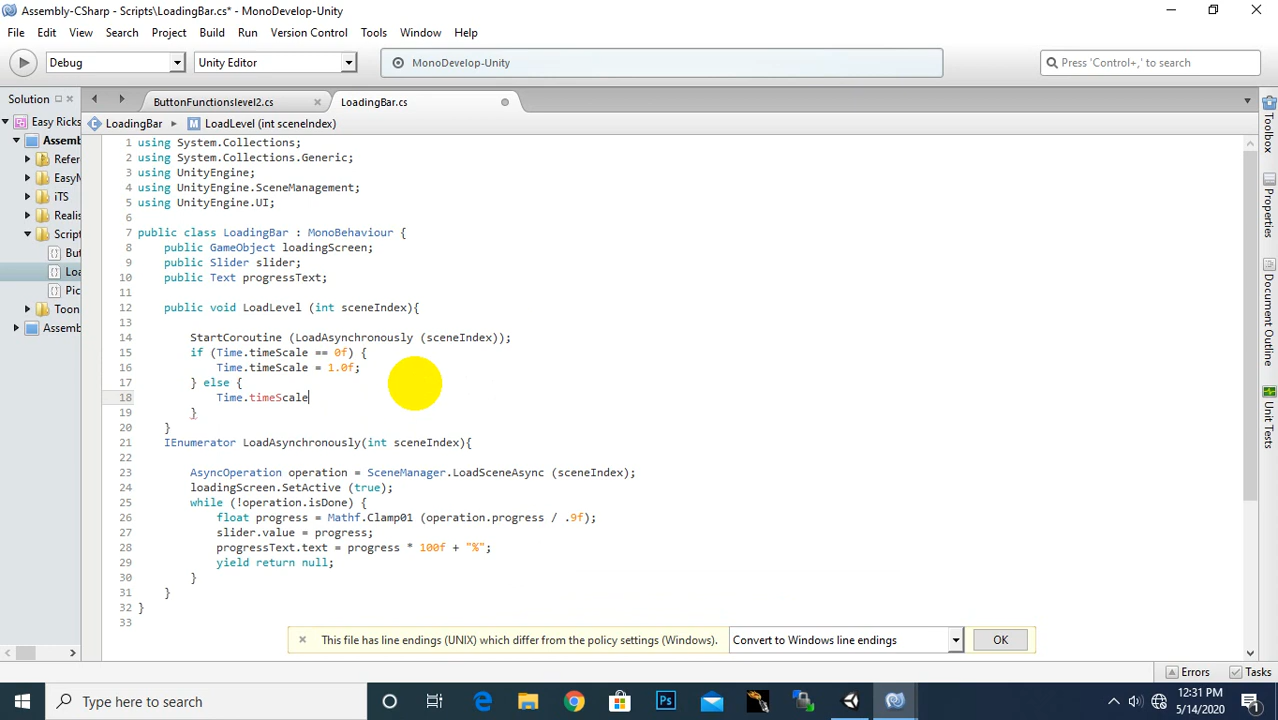 Assembly-CSharp - Scripts\LoadingBar.cs* - MonoDevelop-Unity
File Edit View Search Project Build Run Version Control Tools Window Help
Debug Unity Editor MonoDevelop-Unity Press 'Control+,' to search
Solution ButtonFunctionslevel2.cs LoadingBar.cs
LoadingBar LoadLevel (int sceneIndex)
Easy Ricks
Assemb
Refer
EasyM
iTS
Realis
Script
But
Loa
Pic
Toon
Assemb
1 using System.Collections;
2 using System.Collections.Generic;
3 using UnityEngine;
4 using UnityEngine.SceneManagement;
5 using UnityEngine.UI;
6
7 public class LoadingBar : MonoBehaviour {
8 public GameObject loadingScreen;
9 public Slider slider;
10 public Text progressText;
11
12 public void LoadLevel (int sceneIndex){
13
14 StartCoroutine (LoadAsynchronously (sceneIndex));
15 if (Time.timeScale == 0f) {
16 Time.timeScale = 1.0f;
17 } else {
18 Time.timeScale
19 }
20 }
21 IEnumerator LoadAsynchronously(int sceneIndex){
22
23 AsyncOperation operation = SceneManager.LoadSceneAsync (sceneIndex);
24 loadingScreen.SetActive (true);
25 while (!operation.isDone) {
26 float progress = Mathf.Clamp01 (operation.progress / .9f);
27 slider.value = progress;
28 progressText.text = progress * 100f + "%";
29 yield return null;
30 }
31 }
32 }
33
Toolbox
Properties
Document Outline
Unit Tests
This file has line endings (UNIX) which differ from the policy settings (Windows). Convert to Windows line endings OK
Errors Tasks
Type here to search
Ps
12:31 PM
5/14/2020
1